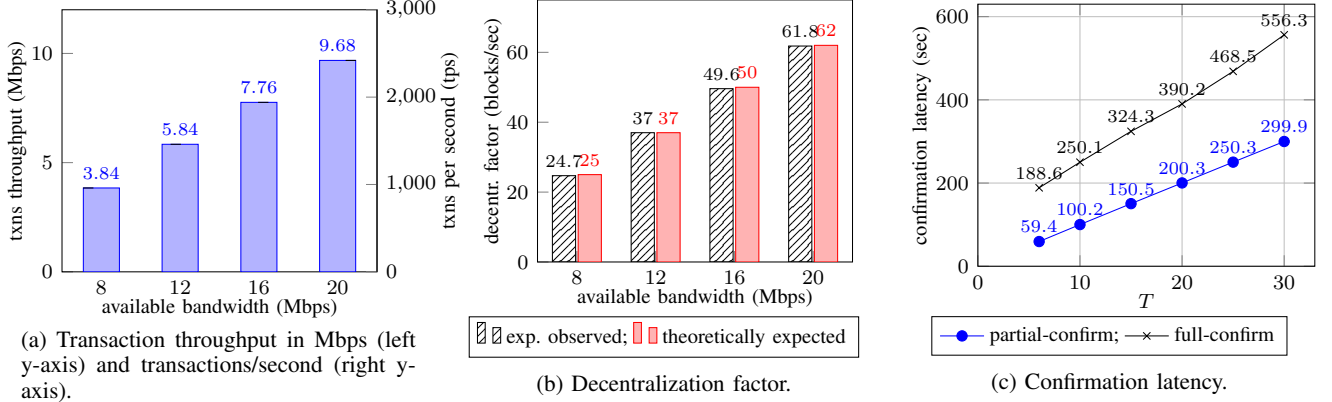 txns throughput (Mbps)
10
5
0
3.84
5.84
7.76
9.68
3,000
2,000
1,000
0
txns per second (tps)
8 12 16 20
available bandwidth (Mbps)
(a) Transaction throughput in Mbps (left
y-axis) and transactions/second (right y-
axis).
decentr. factor (blocks/sec)
60
40
20
0
24.7 25
37 37
49.6 50
61.8 62
8 12 16 20
available bandwidth (Mbps)
exp. observed; theoretically expected
(b) Decentralization factor.
confirmation latency (sec)
600
400
200
0
188.6
250.1
324.3
390.2
468.5
556.3
59.4
100.2
150.5
200.3
250.3
299.9
0 10 20 30
T
partial-confirm; full-confirm
(c) Confirmation latency.